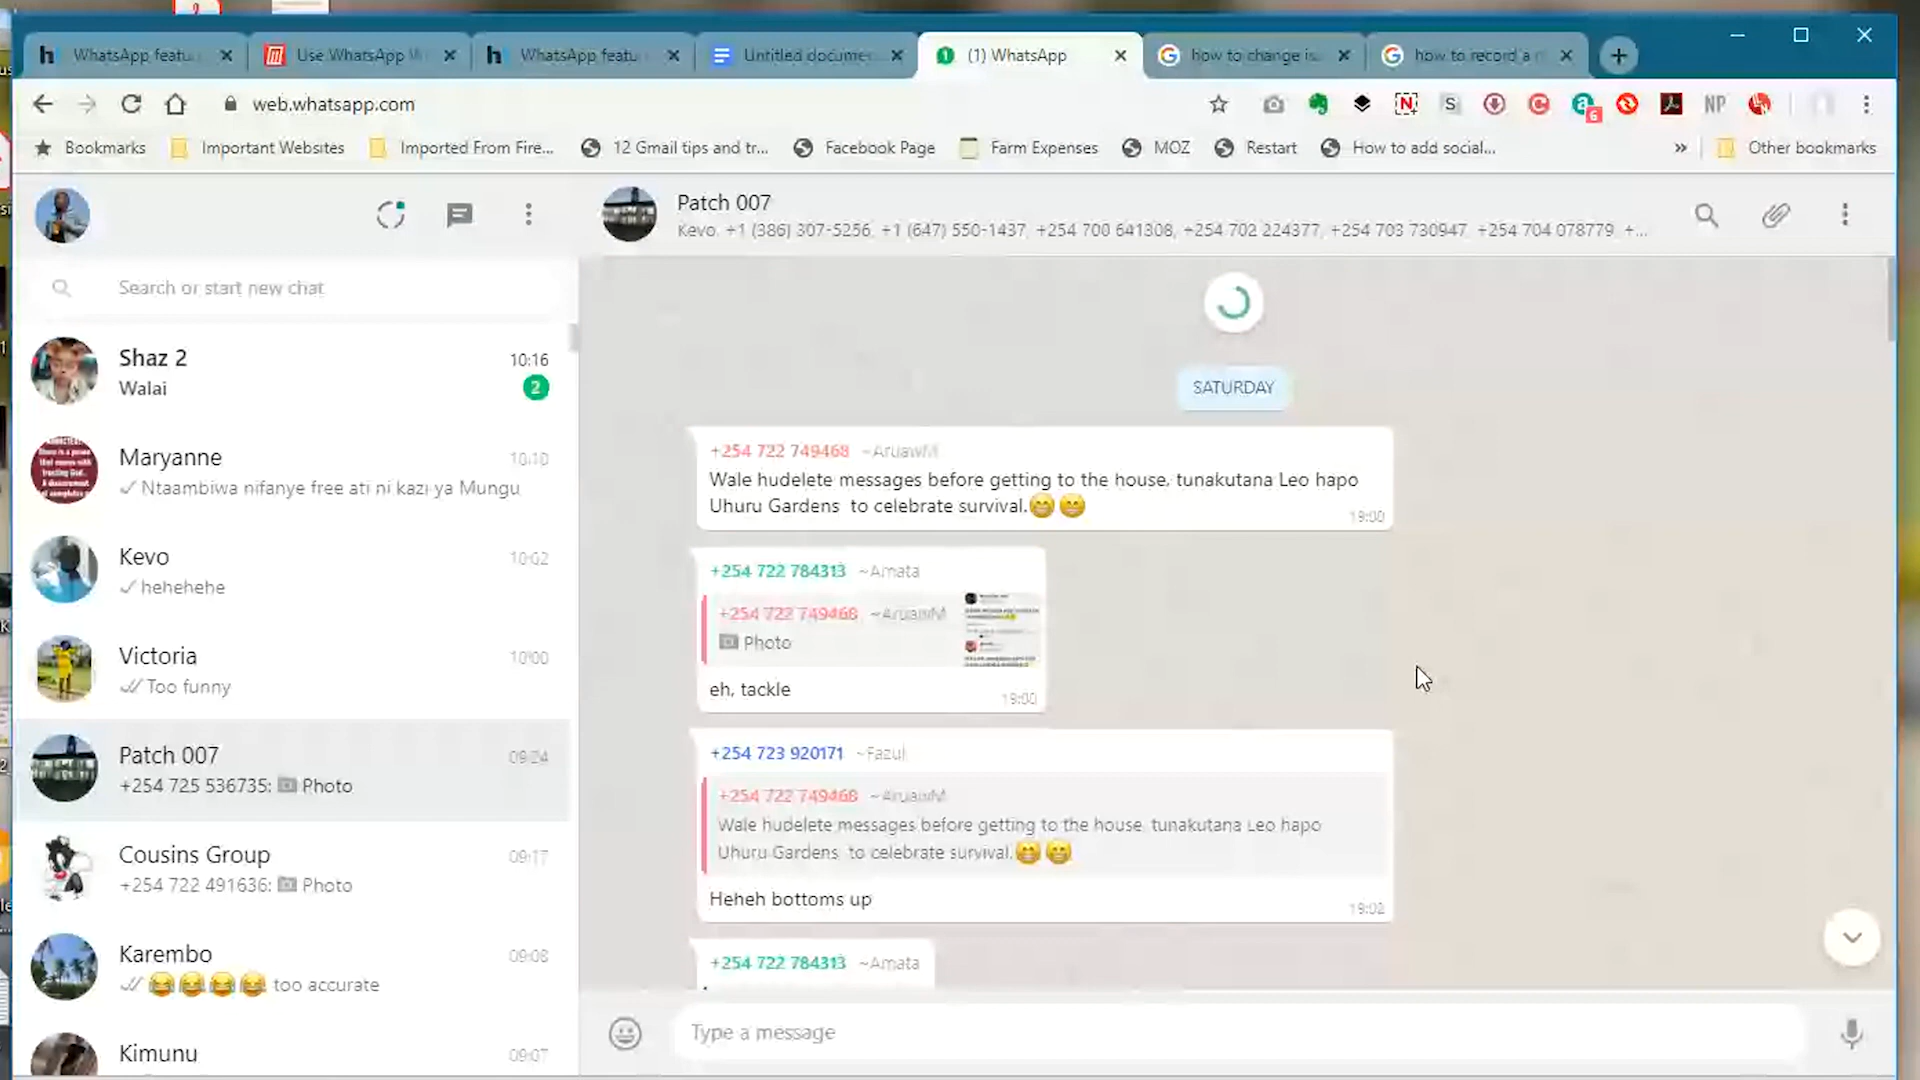 WhatsApp featu
Use WhatsApp W
WhatsApp featu
Untitled docume
(1) WhatsApp
how to change is
how to record a
web.whatsapp.com
6
NP
Bookmarks
Important Websites
Imported From Fire...
12 Gmail tips and tr...
Facebook Page
Farm Expenses
MOZ
Restart
How to add social...
»
Other bookmarks
Patch 007
Kevo, +1 (386) 307-5256, +1 (647) 550-1437, +254 700 641308, +254 702 224377, +254 703 730947, +254 704 078779, +...
Search or start new chat
Shaz 2
10:16
Walai
2
Maryanne
10:10
Ntaambiwa nifanye free ati ni kazi ya Mungu
Kevo
10:02
hehehehe
Victoria
10:00
Too funny
Patch 007
09:24
+254 725 536735: Photo
Cousins Group
09:17
+254 722 491636: Photo
Karembo
09:08
😂😂😂😂 too accurate
Kimunu
09:07
SATURDAY
+254 722 749468 ~AruawM
Wale hudelete messages before getting to the house, tunakutana Leo hapo
Uhuru Gardens to celebrate survival.😁😁
19:00
+254 722 784313 ~Amata
+254 722 749468 ~AruawM
Photo
eh, tackle
19:00
+254 723 920171 ~Fazul
+254 722 749468 ~AruawM
Wale hudelete messages before getting to the house, tunakutana Leo hapo
Uhuru Gardens to celebrate survival.😁😁
Heheh bottoms up
19:02
+254 722 784313 ~Amata
Type a message